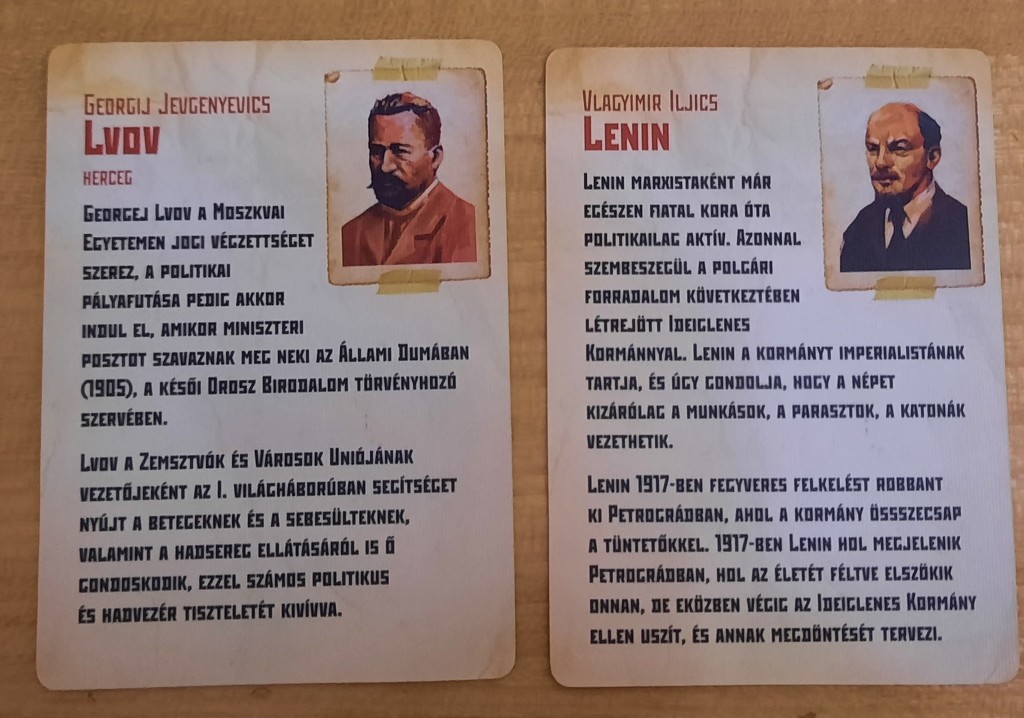 GEORGIJ JEVGENYEVICS
LVOV
HERCEG
GEORGEJ LVOV A MOSZKVAI
EGYETEMEN JOGI VÉGZETTSÉGET
SZEREZ, A POLITIKAI
PÁLYAFUTÁSA PEDIG AKKOR
INDUL EL, AMIKOR MINISZTERI
POSZTOT SZAVAZNAK MEG NEKI AZ ÁLLAMI DUMÁBAN
(1905), A KÉSŐI OROSZ BIRODALOM TÖRVÉNYHOZÓ
SZERVÉBEN.
LVOV A ZEMSZTVÓK ÉS VÁROSOK UNIÓJÁNAK
VEZETŐJEKÉNT AZ I. VILÁGHÁBORÚBAN SEGÍTSÉGET
NYÚJT A BETEGEKNEK ÉS A SEBESÜLTEKNEK,
VALAMINT A HADSEREG ELLÁTÁSÁRÓL IS Ő
GONDOSKODIK, EZZEL SZÁMOS POLITIKUS
ÉS HADVEZÉR TISZTELETÉT KIVÍVVA.
VLAGYIMIR ILJICS
LENIN
LENIN MARXISTAKÉNT MÁR
EGÉSZEN FIATAL KORA ÓTA
POLITIKAILAG AKTÍV. AZONNAL
SZEMBESZEGÜL A POLGÁRI
FORRADALOM KÖVETKEZTÉBEN
LÉTREJÖTT IDEIGLENES
KORMÁNNYAL. LENIN A KORMÁNYT IMPERIALISTÁNAK
TARTJA, ÉS ÚGY GONDOLJA, HOGY A NÉPET
KIZÁRÓLAG A MUNKÁSOK, A PARASZTOK, A KATONÁK
VEZETHETIK.
LENIN 1917-BEN FEGYVERES FELKELÉST ROBBANT
KI PETROGRÁDBAN, AHOL A KORMÁNY ÖSSSZECSAP
A TÜNTETŐKKEL. 1917-BEN LENIN HOL MEGJELENIK
PETROGRÁDBAN, HOL AZ ÉLETÉT FÉLTVE ELSZÖKIK
ONNAN, DE EKÖZBEN VÉGIG AZ IDEIGLENES KORMÁNY
ELLEN USZÍT, ÉS ANNAK MEGDÖNTÉSÉT TERVEZI.